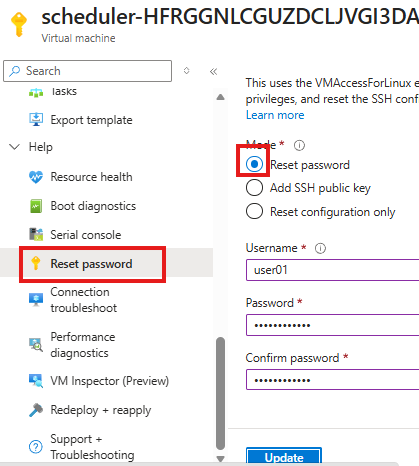 scheduler-HFRGGNLCGUZDCLJVGI3DA
Virtual machine
Search
«
Tasks
Export template
Help
Resource health
Boot diagnostics
Serial console
Reset password
Connection
troubleshoot
Performance
diagnostics
VM Inspector (Preview)
Redeploy + reapply
Support +
Troubleshooting
This uses the VMAccessForLinux e
privileges, and reset the SSH conf
Learn more
Mode *
Reset password
Add SSH public key
Reset configuration only
Username *
user01
Password *
••••••••••••
Confirm password *
••••••••••••
Update